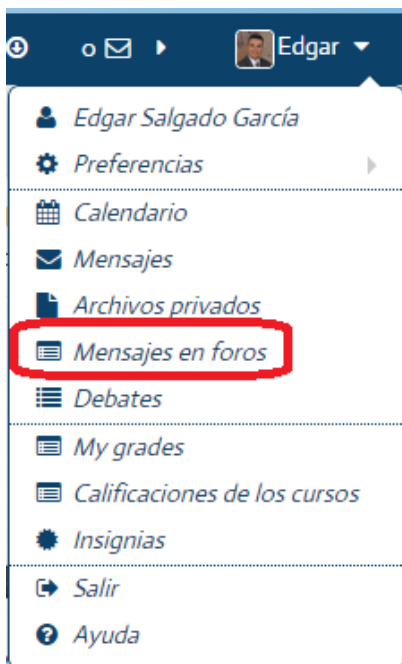 o Edgar
Edgar Salgado García
Preferencias
Calendario
Mensajes
Archivos privados
Mensajes en foros
Debates
My grades
Calificaciones de los cursos
Insignias
Salir
Ayuda